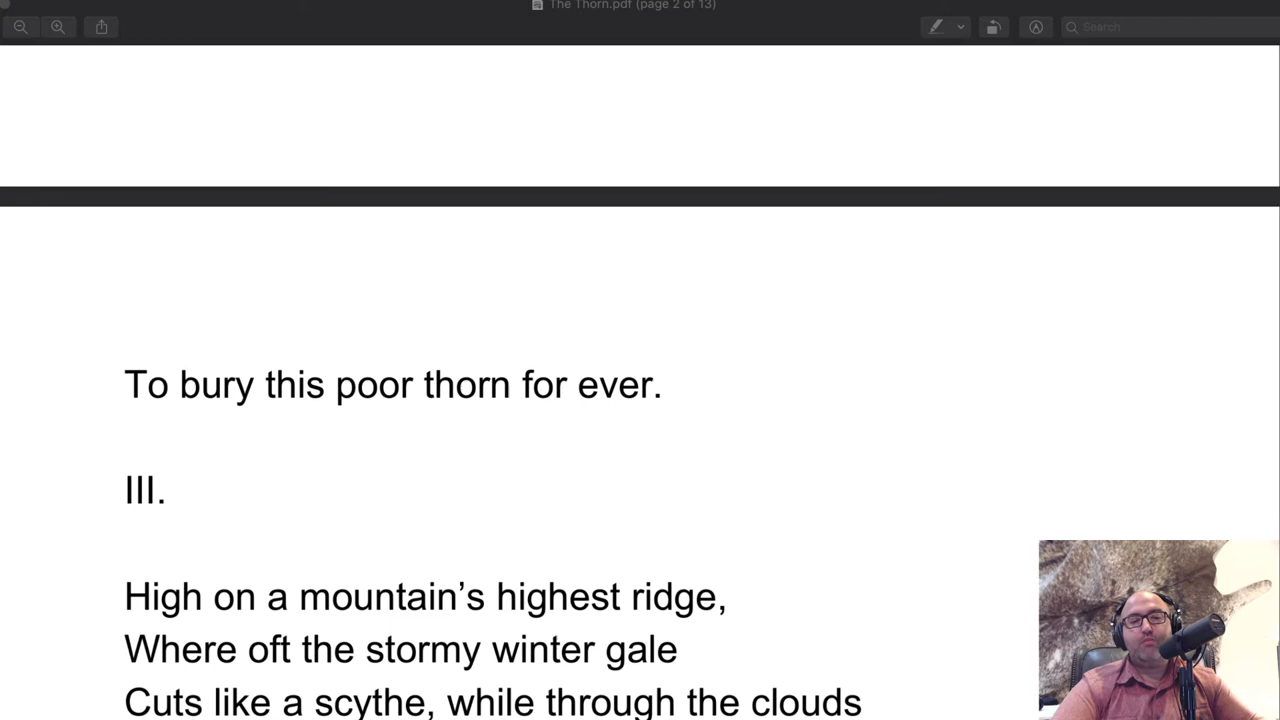 The Thorn.pdf (page 2 of 13)
Search
To bury this poor thorn for ever.
III.
High on a mountain’s highest ridge,
Where oft the stormy winter gale
Cuts like a scythe, while through the clouds